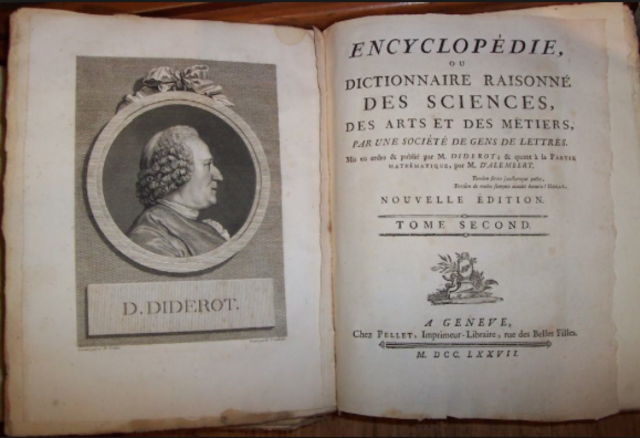 D. DIDEROT.
ENCYCLOPÉDIE,
OU
DICTIONNAIRE RAISONNÉ
DES SCIENCES,
DES ARTS ET DES MÉTIERS,
PAR UNE SOCIÉTÉ DE GENS DE LETTRES.
Mis en ordre & publié par M. DIDEROT; & quant à la PARTIE
MATHÉMATIQUE, par M. D'ALEMBERT.
NOUVELLE ÉDITION.
TOME SECOND.
A GENEVE,
Chez PELLET, Imprimeur-Libraire, rue des Belles Filles.
M. DCC. LXXVII.